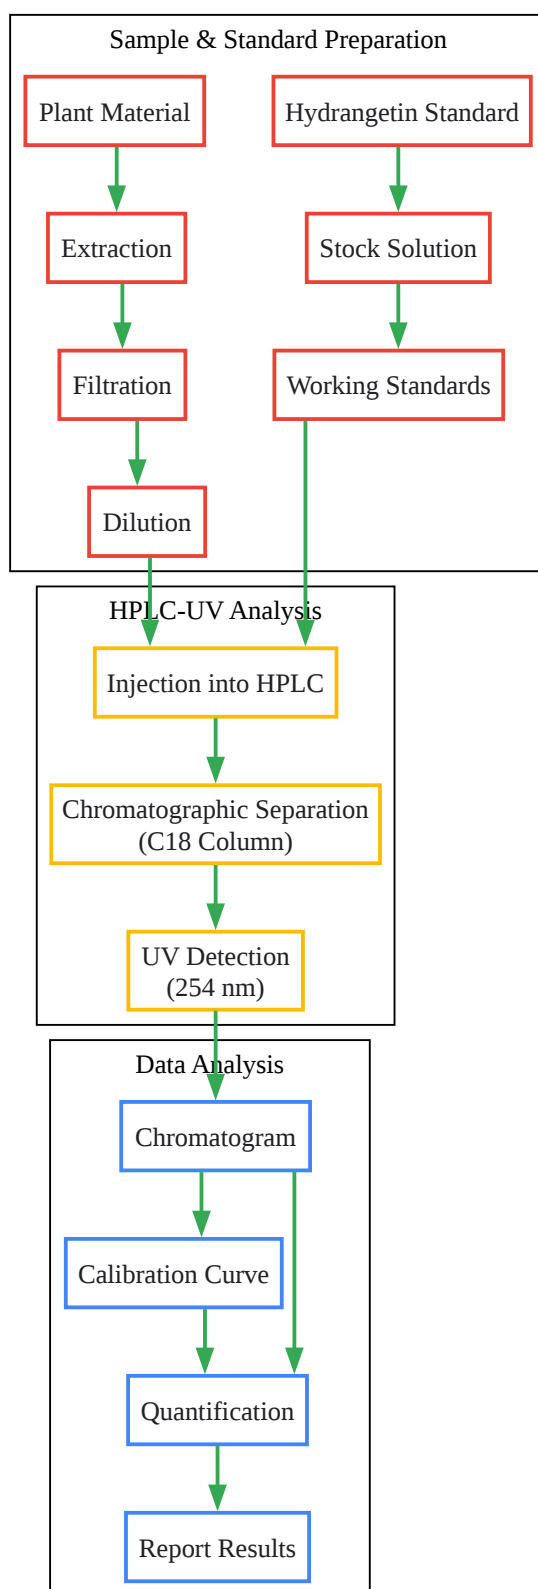 Sample & Standard Preparation
Plant Material
Hydrangetin Standard
Extraction
Stock Solution
Filtration
Working Standards
Dilution
HPLC-UV Analysis
Injection into HPLC
Chromatographic Separation
(C18 Column)
UV Detection
(254 nm)
Data Analysis
Chromatogram
Calibration Curve
Quantification
Report Results